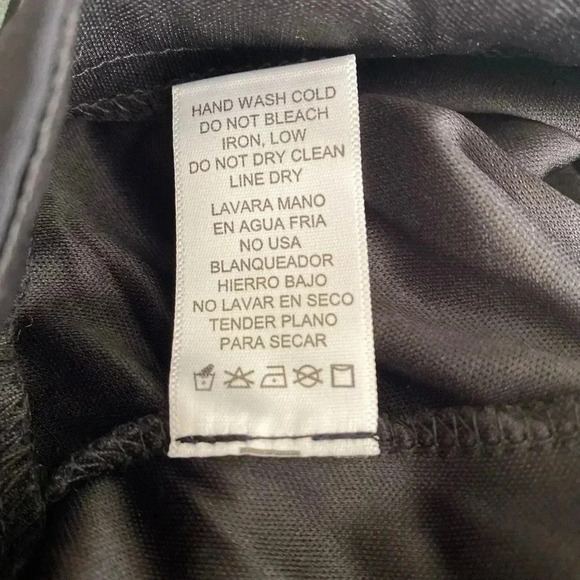 HAND WASH COLD
DO NOT BLEACH
IRON, LOW
DO NOT DRY CLEAN
LINE DRY
LAVARA MANO
EN AGUA FRIA
NO USA
BLANQUEADOR
HIERRO BAJO
NO LAVAR EN SECO
TENDER PLANO
PARA SECAR